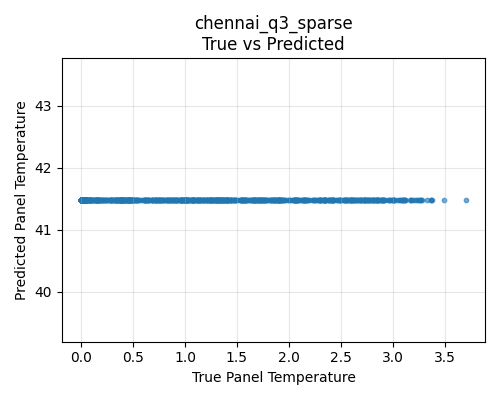 chennai_q3_sparse
True vs Predicted
Predicted Panel Temperature
43
42
41
40
0.0 0.5 1.0 1.5 2.0 2.5 3.0 3.5
True Panel Temperature